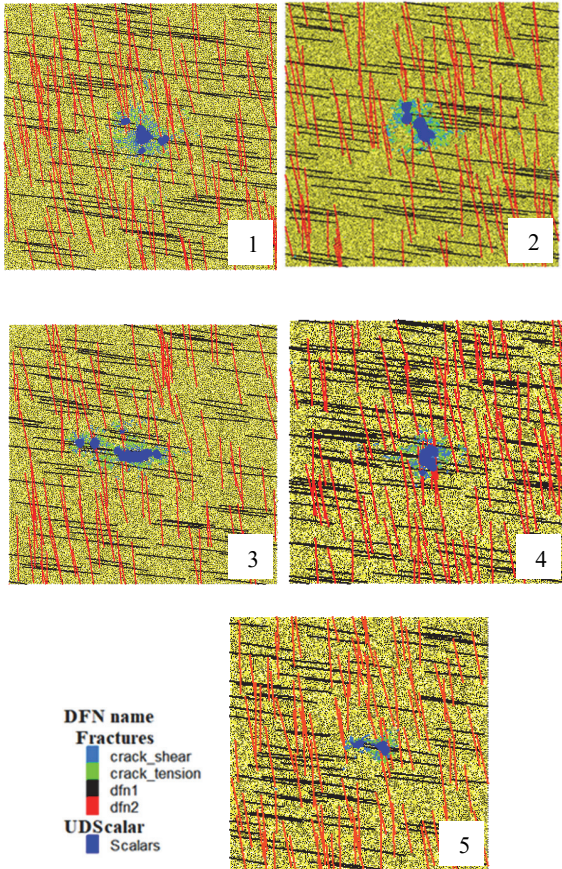 1
2
3
4
DFN name
Fractures
crack_shear
crack_tension
dfn1
dfn2
UDScalar
Scalars
5